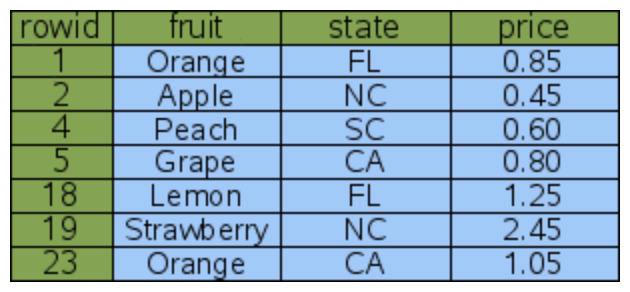 rowid fruit state price
1 Orange FL 0.85
2 Apple NC 0.45
4 Peach SC 0.60
5 Grape CA 0.80
18 Lemon FL 1.25
19 Strawberry NC 2.45
23 Orange CA 1.05